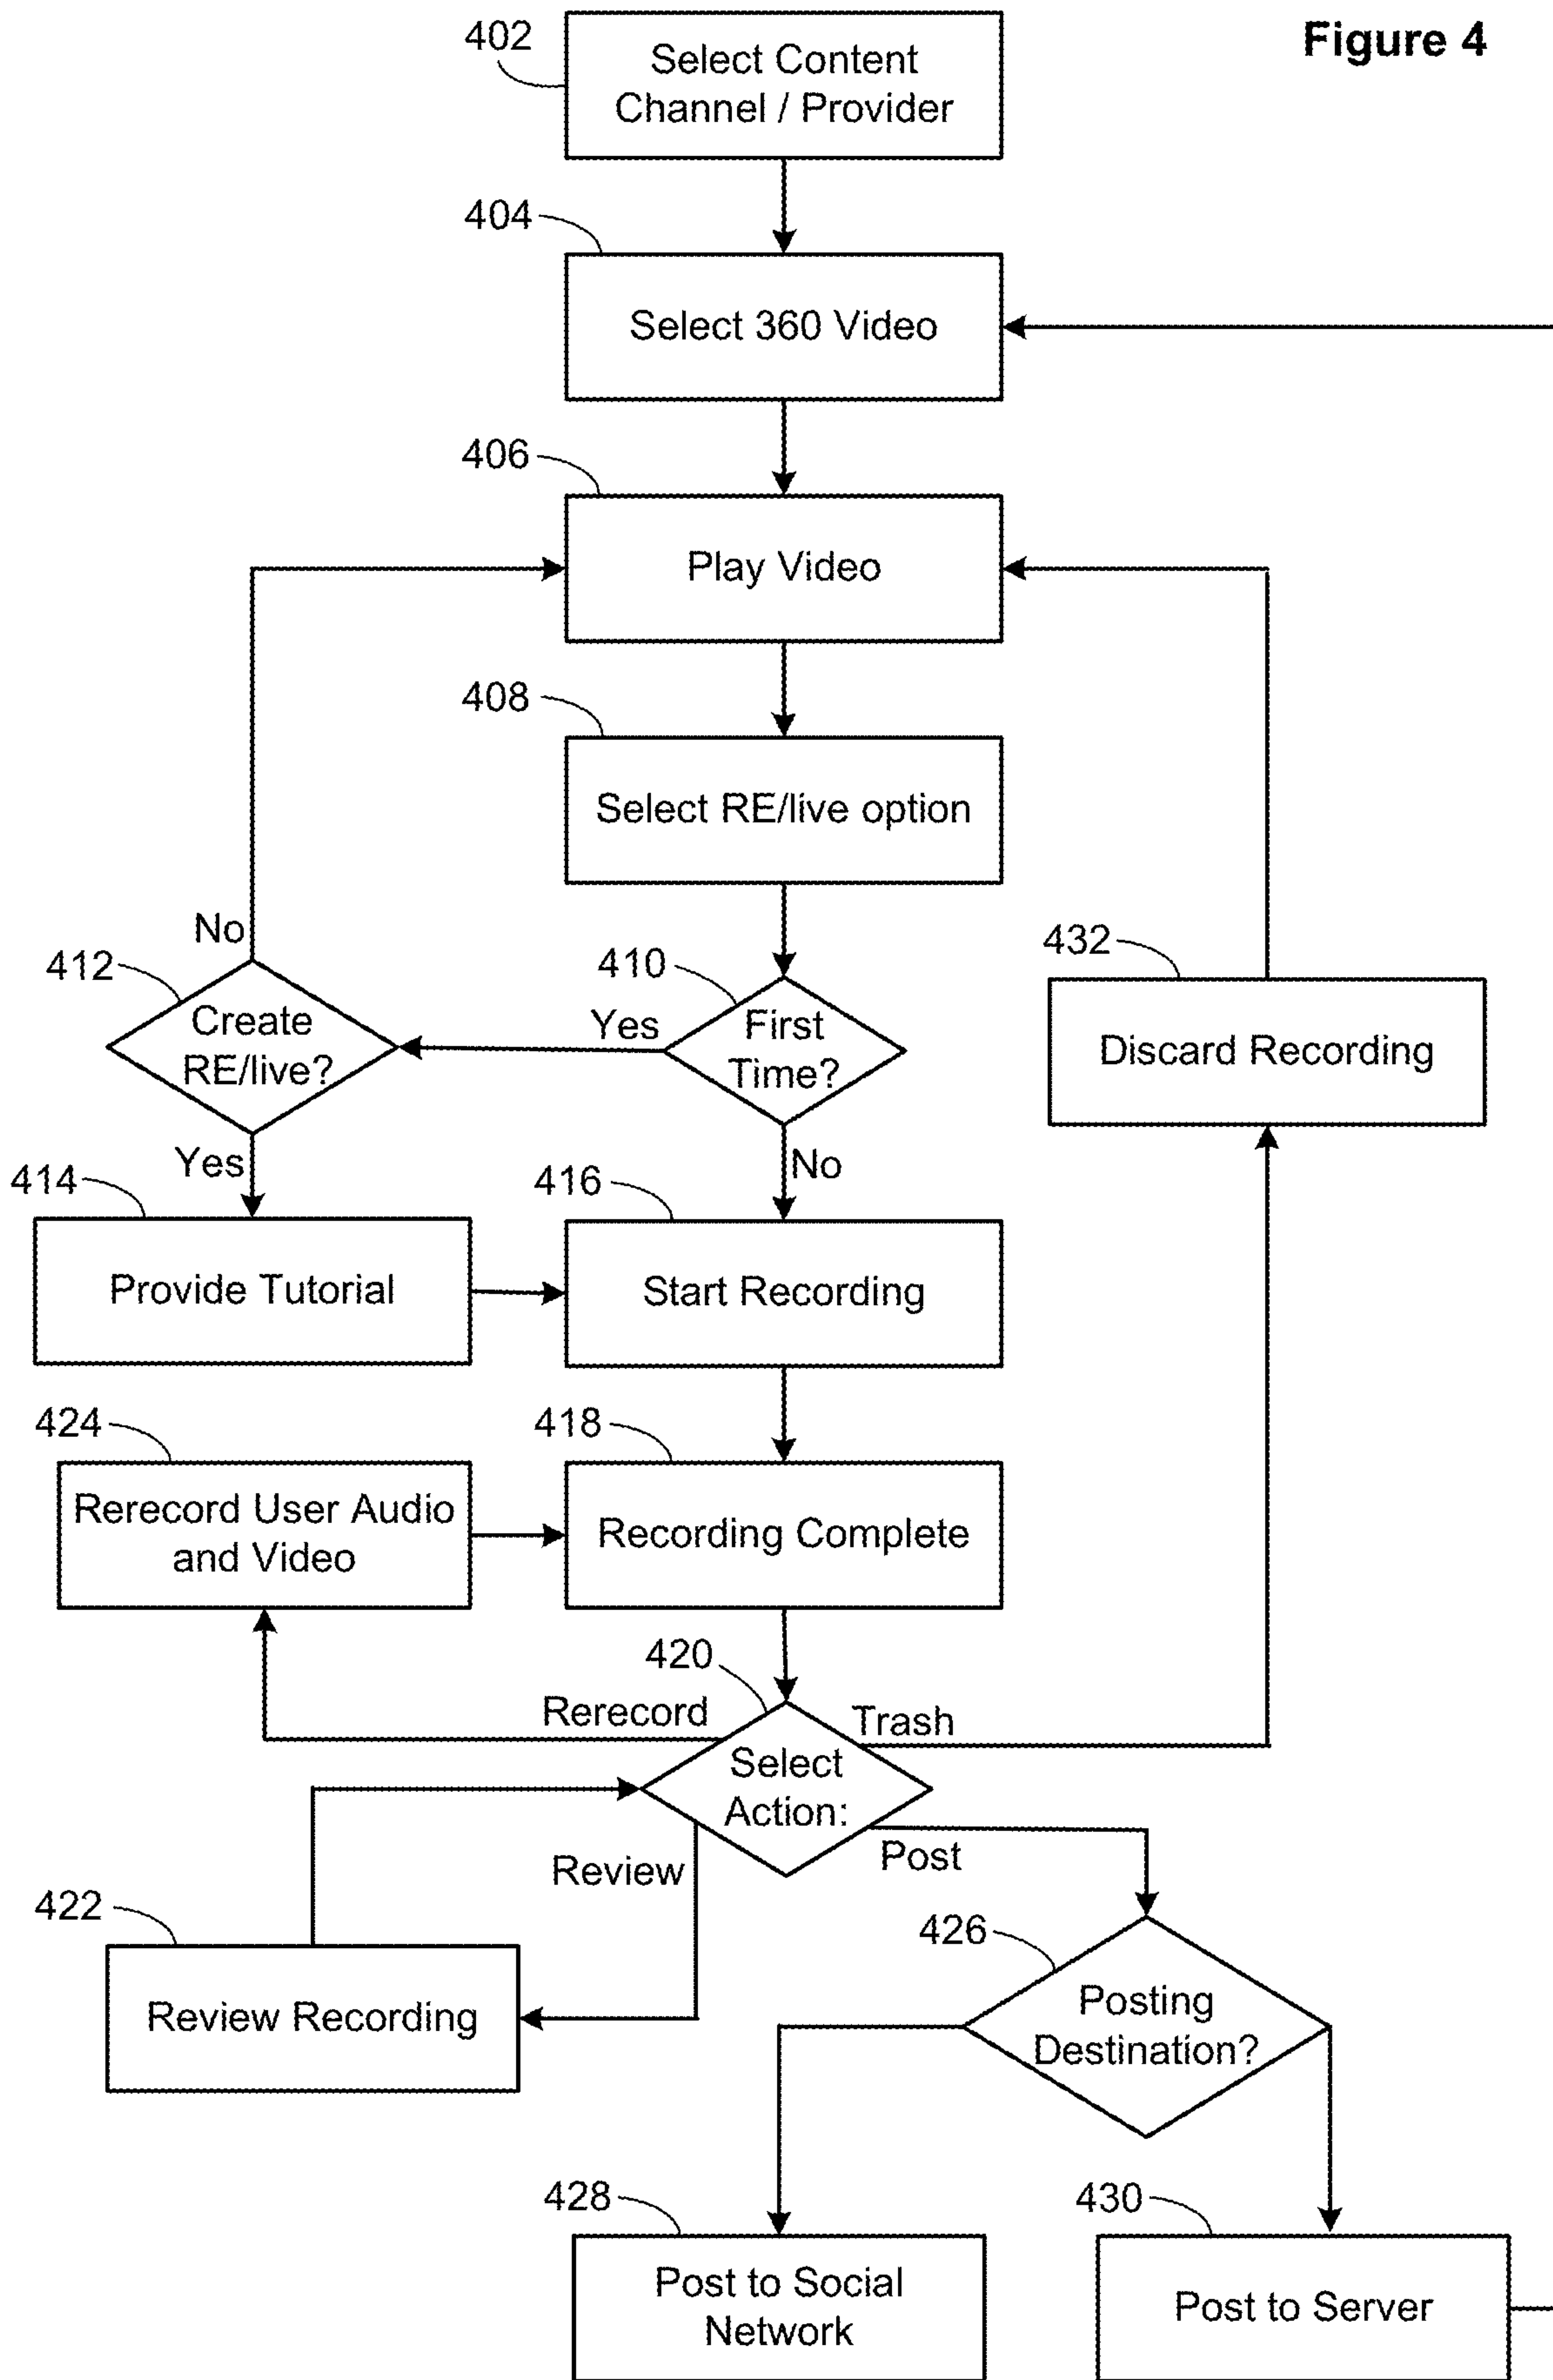 Figure 4
402
Select Content
Channel / Provider
404
Select 360 Video
406
Play Video
408
Select RE/live option
No
412
Create
RE/live?
410
Yes
First
Time?
432
Discard Recording
Yes
No
414
Provide Tutorial
416
Start Recording
424
Rerecord User Audio
and Video
418
Recording Complete
420
Rerecord
Trash
Select
Action:
Review
Post
422
Review Recording
426
Posting
Destination?
428
Post to Social
Network
430
Post to Server